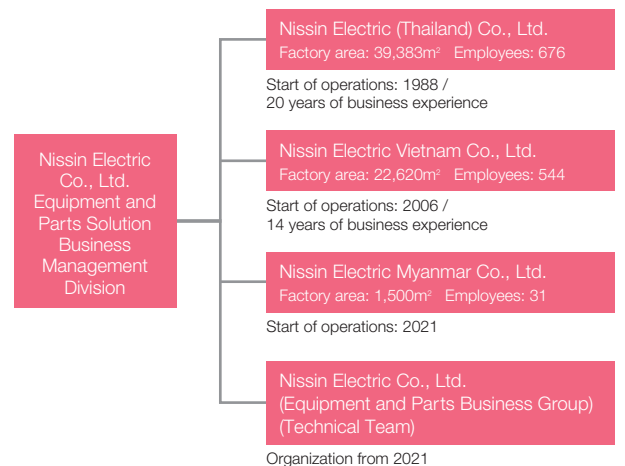 Nissin Electric
Co., Ltd.
Equipment and
Parts Solution
Business
Management
Division
Nissin Electric (Thailand) Co., Ltd.
Factory area: 39,383m² Employees: 676
Start of operations: 1988 /
20 years of business experience
Nissin Electric Vietnam Co., Ltd.
Factory area: 22,620m² Employees: 544
Start of operations: 2006 /
14 years of business experience
Nissin Electric Myanmar Co., Ltd.
Factory area: 1,500m² Employees: 31
Start of operations: 2021
Nissin Electric Co., Ltd.
(Equipment and Parts Business Group)
(Technical Team)
Organization from 2021